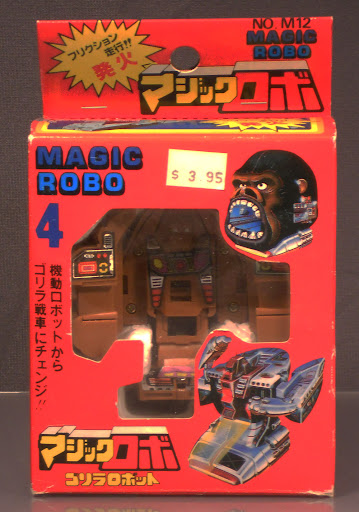 フリクション
走行!!
発火
NO. M12
MAGIC
ROBO
マジックロボ
$ 3.95
MAGIC
ROBO
4
機動ロボットから
ゴリラ戦車にチェンジ!!
マジックロボ
ゴリラロボット